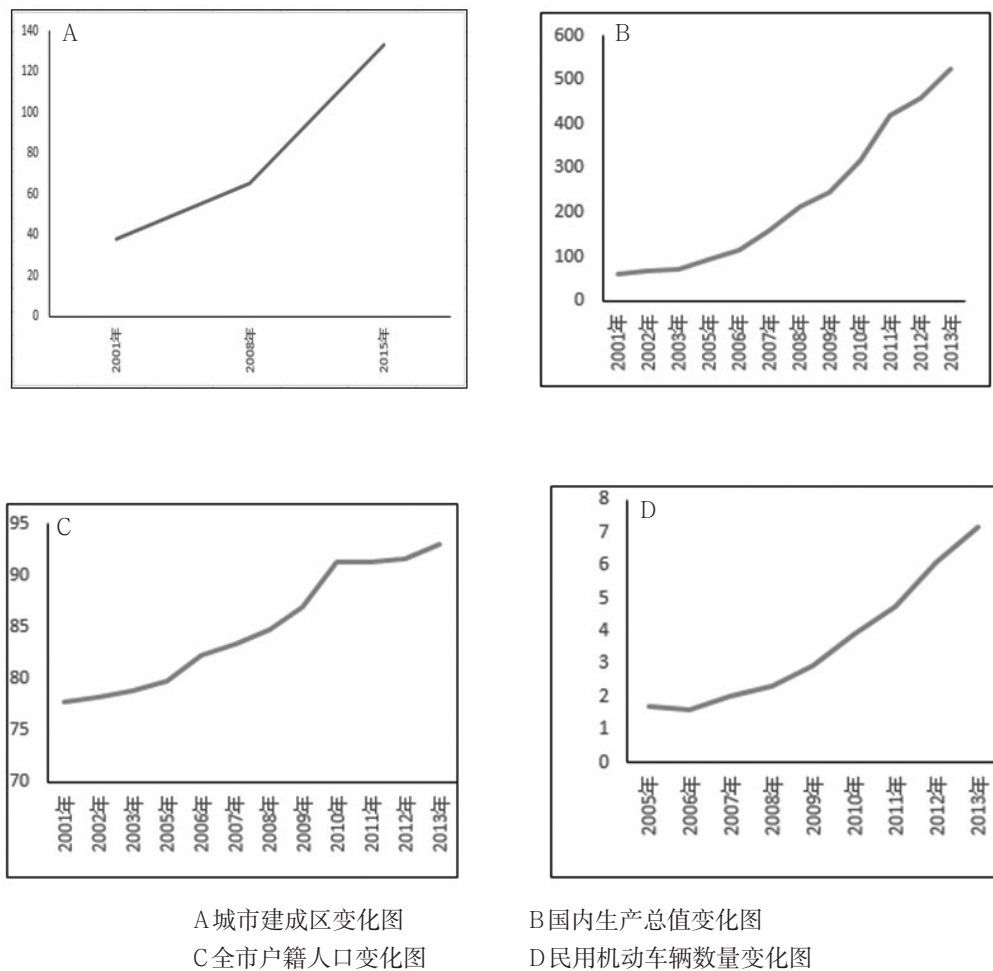 A
140
120
100
80
60
40
20
0
2001年
2008年
2015年
B
600
500
400
300
200
100
0
2001年
2002年
2003年
2005年
2006年
2007年
2008年
2009年
2010年
2011年
2012年
2013年
C
95
90
85
80
75
70
2001年
2002年
2003年
2005年
2006年
2007年
2008年
2009年
2010年
2011年
2012年
2013年
D
8
7
6
5
4
3
2
1
0
2005年
2006年
2007年
2008年
2009年
2010年
2011年
2012年
2013年
A城市建成区变化图 B国内生产总值变化图
C全市户籍人口变化图 D民用机动车辆数量变化图